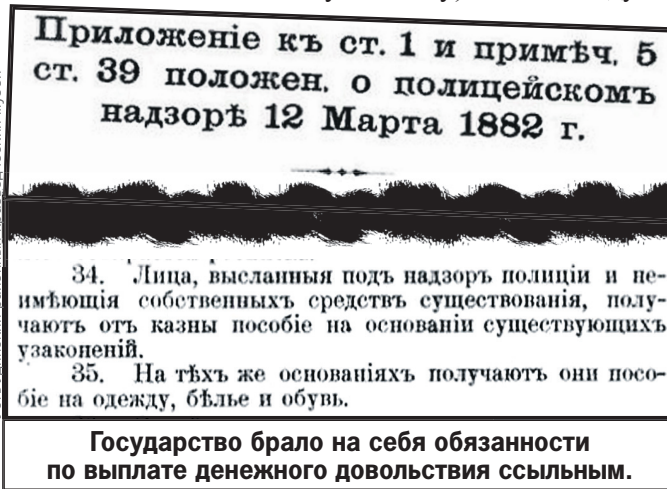 Приложеніе къ ст. 1 и примѣч. 5
ст. 39 положен. о полицейскомъ
надзорѣ 12 Марта 1882 г.
34. Лица, высланныя подъ надзоръ полиціи и не-
имѣющія собственныхъ средствъ существованія, полу-
чаютъ отъ казны пособіе на основаніи существующихъ
узаконеній.
35. На тѣхъ же основаніяхъ получаютъ они посо-
біе на одежду, бѣлье и обувь.
Государство брало на себя обязанности
по выплате денежного довольствия ссыльным.